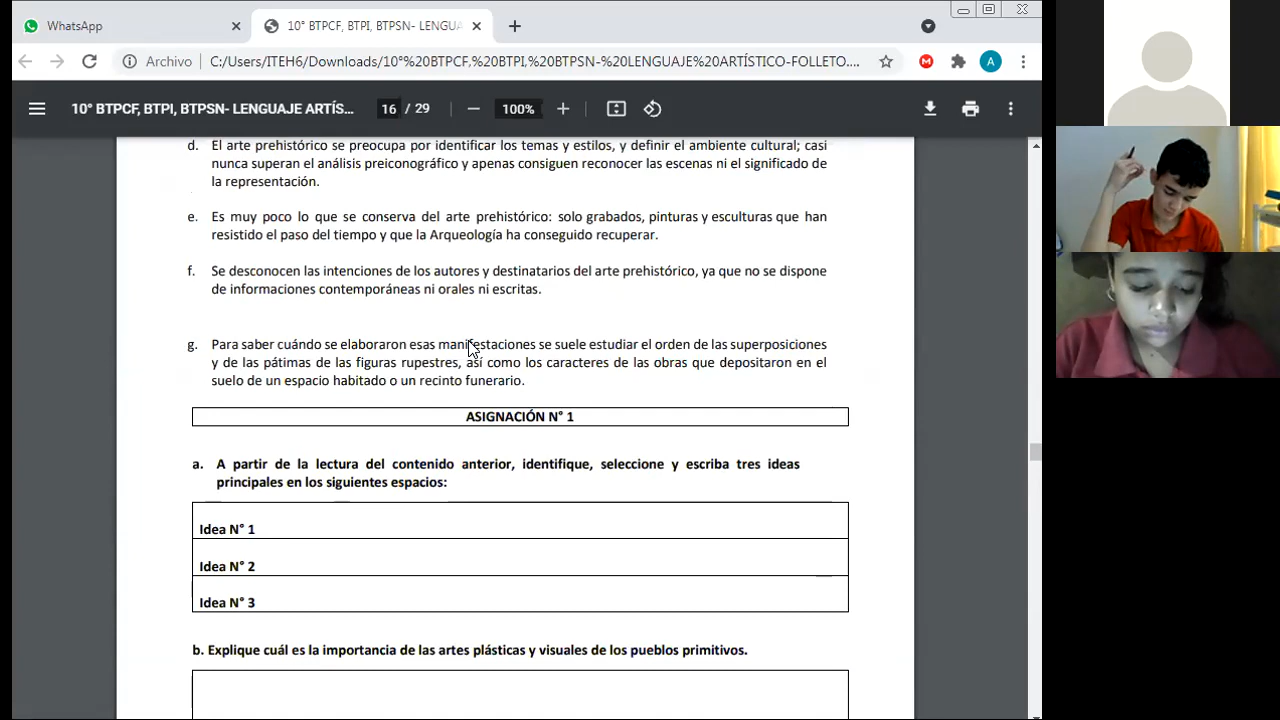 WhatsApp
10° BTPCF, BTPI, BTPSN- LENGUA
Archivo
C:/Users/ITEH6/Downloads/10°%20BTPCF,%20BTPI,%20BTPSN-%20LENGUAJE%20ARTÍSTICO-FOLLETO....
A
10° BTPCF, BTPI, BTPSN- LENGUAJE ARTÍS...
16 / 29
100%
d. El arte prehistórico se preocupa por identificar los temas y estilos, y definir el ambiente cultural; casi
nunca superan el análisis preiconográfico y apenas consiguen reconocer las escenas ni el significado de
la representación.
e. Es muy poco lo que se conserva del arte prehistórico: solo grabados, pinturas y esculturas que han
resistido el paso del tiempo y que la Arqueología ha conseguido recuperar.
f. Se desconocen las intenciones de los autores y destinatarios del arte prehistórico, ya que no se dispone
de informaciones contemporáneas ni orales ni escritas.
g. Para saber cuándo se elaboraron esas manifestaciones se suele estudiar el orden de las superposiciones
y de las pátimas de las figuras rupestres, así como los caracteres de las obras que depositaron en el
suelo de un espacio habitado o un recinto funerario.
ASIGNACIÓN N° 1
a. A partir de la lectura del contenido anterior, identifique, seleccione y escriba tres ideas
principales en los siguientes espacios:
Idea N° 1
Idea N° 2
Idea N° 3
b. Explique cuál es la importancia de las artes plásticas y visuales de los pueblos primitivos.